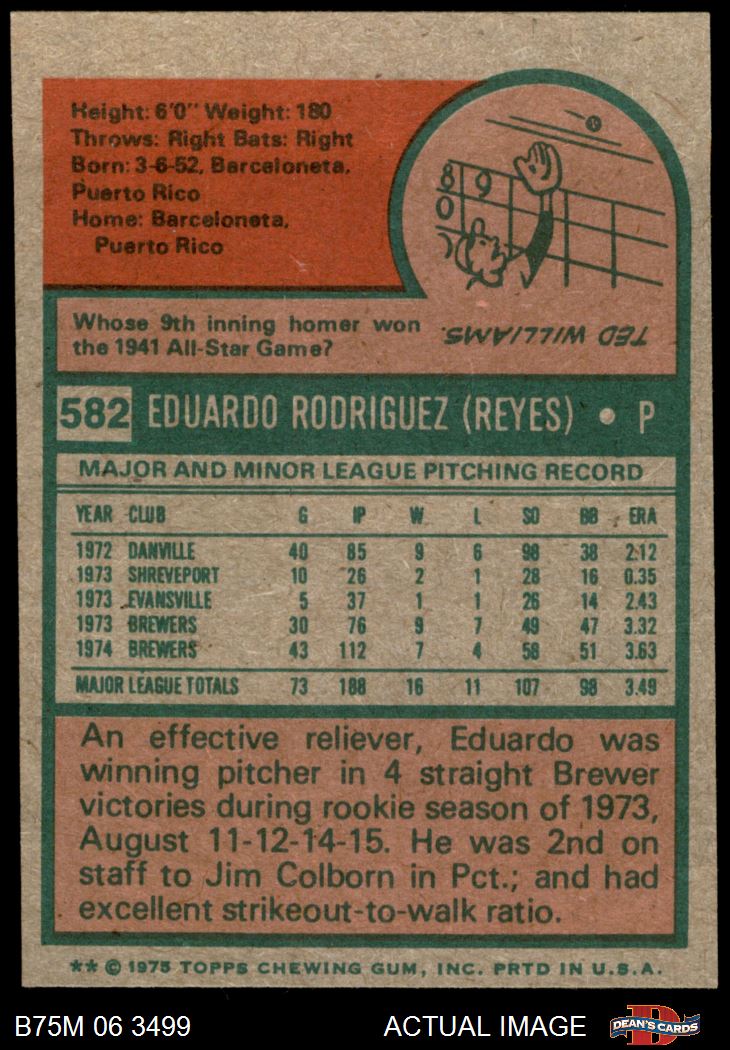 Height: 6'0" Weight: 180
Throws: Right Bats: Right
Born: 3-6-52, Barceloneta,
Puerto Rico
Home: Barceloneta,
Puerto Rico
8 9
0
Whose 9th inning homer won
the 1941 All-Star Game?
TED WILLIAMS.
582 EDUARDO RODRIGUEZ (REYES) • P
MAJOR AND MINOR LEAGUE PITCHING RECORD
YEAR CLUB G IP W L SO BB ERA
1972 DANVILLE 40 85 9 6 98 38 2.12
1973 SHREVEPORT 10 26 2 1 28 16 0.35
1973 EVANSVILLE 5 37 1 1 26 14 2.43
1973 BREWERS 30 76 9 7 49 47 3.32
1974 BREWERS 43 112 7 4 58 51 3.63
MAJOR LEAGUE TOTALS 73 188 16 11 107 98 3.49
An effective reliever, Eduardo was
winning pitcher in 4 straight Brewer
victories during rookie season of 1973,
August 11-12-14-15. He was 2nd on
staff to Jim Colborn in Pct.; and had
excellent strikeout-to-walk ratio.
** © 1975 TOPPS CHEWING GUM, INC. PRTD IN U.S.A.
B75M 06 3499 ACTUAL IMAGE D DEAN'S CARDS